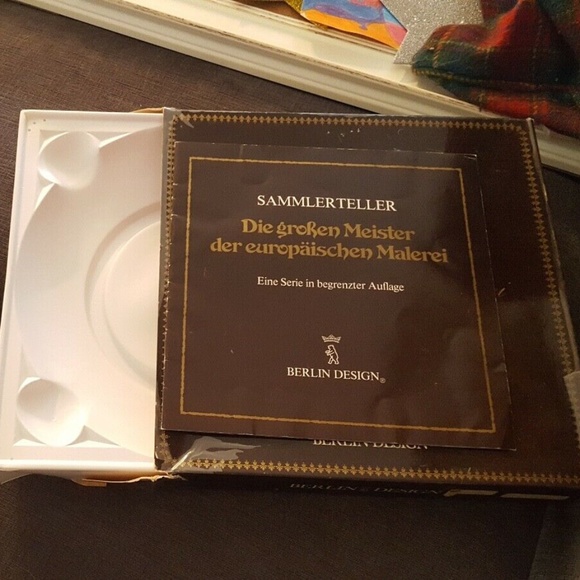 SAMMLERTELLER
Die großen Meister
der europäischen Malerei
Eine Serie in begrenzter Auflage
BERLIN DESIGN®
BERLIN DESIGN
BERLIN DESIGN